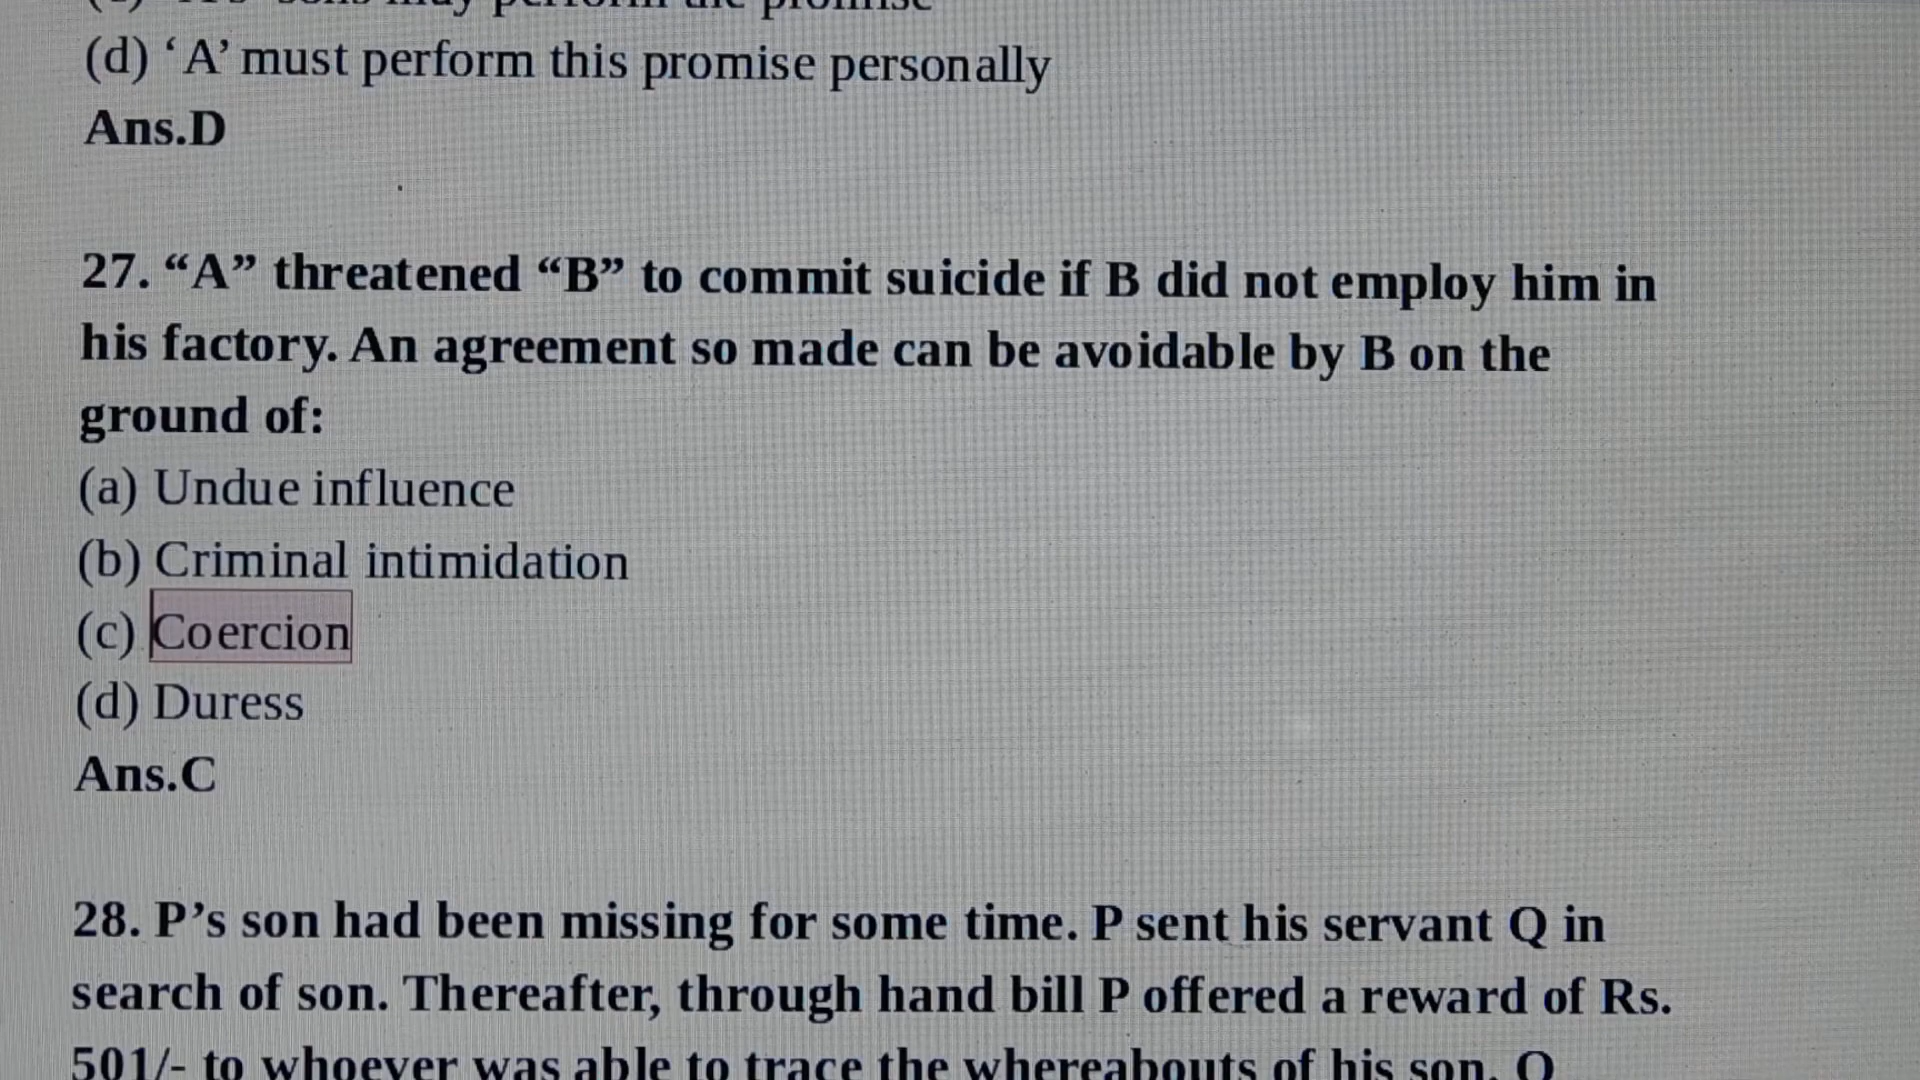 (d) ‘A’ must perform this promise personally
Ans.D
27. “A” threatened “B” to commit suicide if B did not employ him in
his factory. An agreement so made can be avoidable by B on the
ground of:
(a) Undue influence
(b) Criminal intimidation
(c) Coercion
(d) Duress
Ans.C
28. P’s son had been missing for some time. P sent his servant Q in
search of son. Thereafter, through hand bill P offered a reward of Rs.
501/- to whoever was able to trace the whereabouts of his son. Q